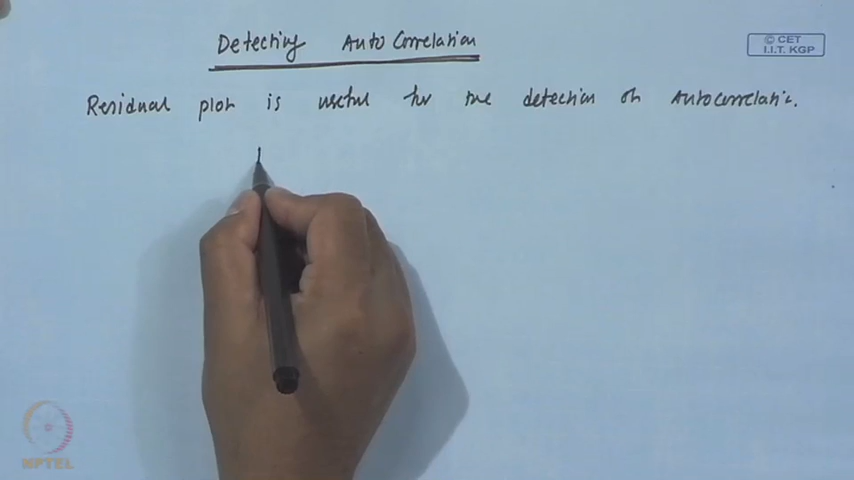 Detecting Auto Correlation
© CET
I.I.T. KGP
Residual plot is useful for the detection of Autocorrelation.
NPTEL